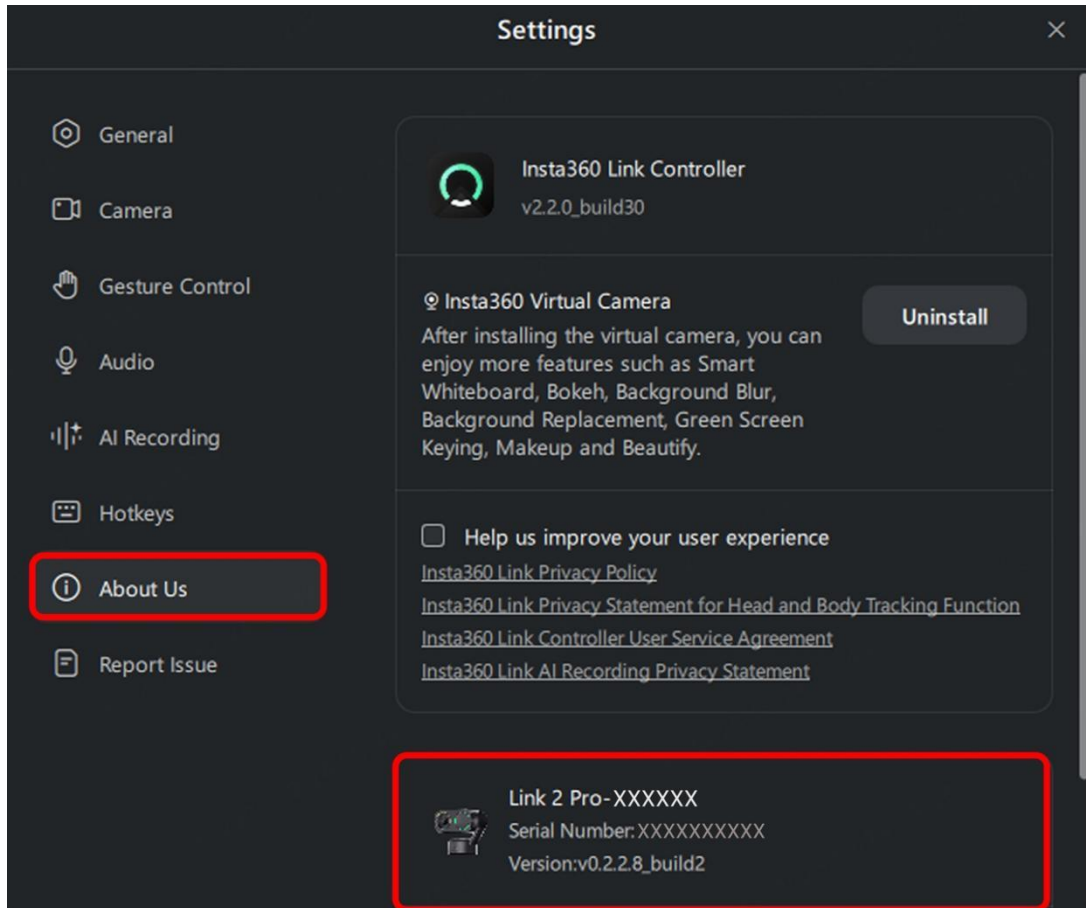 Settings
General
Camera
Gesture Control
Audio
AI Recording
Hotkeys
About Us
Report Issue
Insta360 Link Controller
v2.2.0_build30
Insta360 Virtual Camera
Uninstall
After installing the virtual camera, you can
enjoy more features such as Smart
Whiteboard, Bokeh, Background Blur,
Background Replacement, Green Screen
Keying, Makeup and Beautify.
Help us improve your user experience
Insta360 Link Privacy Policy
Insta360 Link Privacy Statement for Head and Body Tracking Function
Insta360 Link Controller User Service Agreement
Insta360 Link AI Recording Privacy Statement
Link 2 Pro-XXXXXX
Serial Number:XXXXXXXXXX
Version:v0.2.2.8_build2